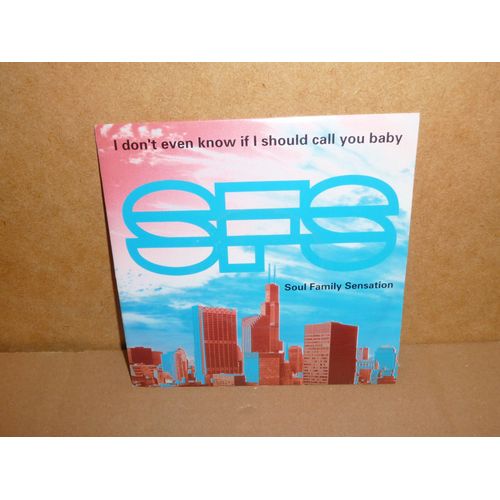 I don't even know if I should call you baby
SFS
Soul Family Sensation